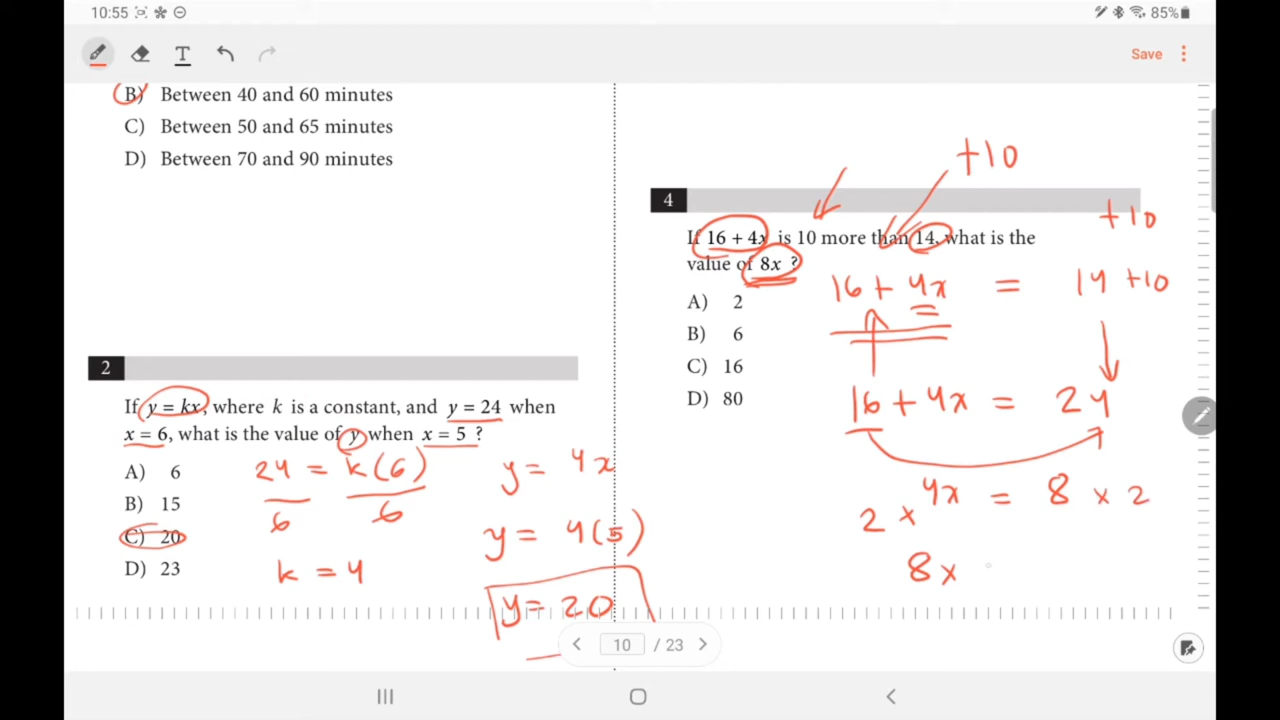 10:55
85%
T
Save
B) Between 40 and 60 minutes
C) Between 50 and 65 minutes
D) Between 70 and 90 minutes
2
If y = kx, where k is a constant, and y = 24 when
x = 6, what is the value of y when x = 5 ?
A) 6
B) 15
C) 20
D) 23
24 = k(6)
6 6
k = 4
y = 4x
y = 4(5)
y = 20
+10
4
+10
If 16 + 4x is 10 more than 14, what is the
value of 8x ?
A) 2
B) 6
C) 16
D) 80
16 + 4x = 14 +10
16 + 4x = 24
2 x 4x = 8 x 2
8x
10 / 23